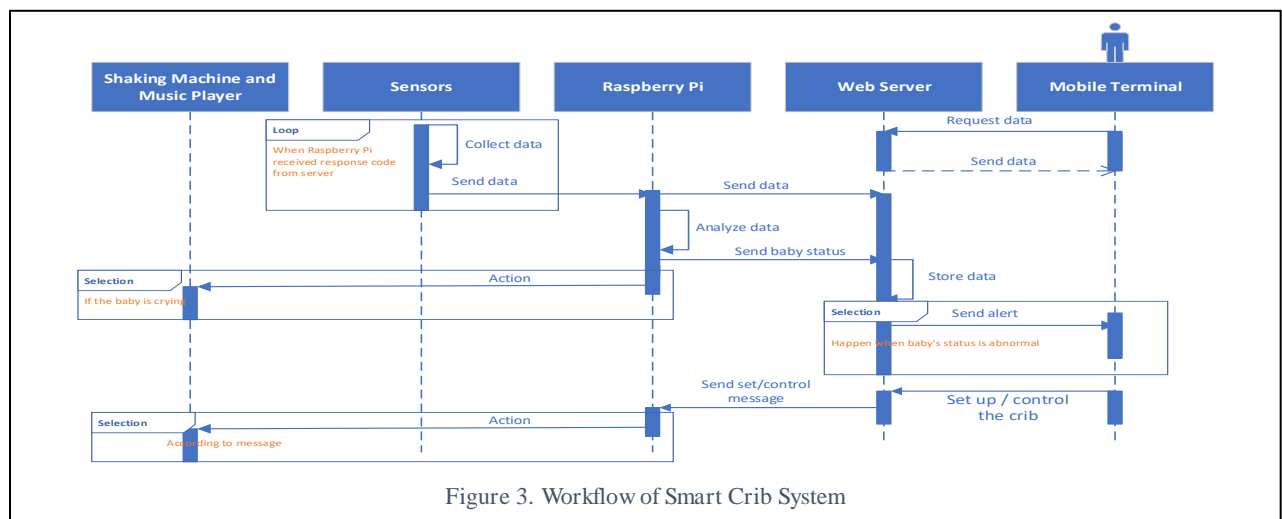 Shaking Machine and
Music Player
Sensors
Raspberry Pi
Web Server
Mobile Terminal
Loop
When Raspberry Pi
received response code
from server
Collect data
Send data
Request data
Send data
Send data
Analyze data
Send baby status
Store data
Selection
If the baby is crying
Action
Selection
Send alert
Happen when baby's status is abnormal
Send set/control
message
Set up / control
the crib
Selection
According to message
Action
Figure 3. Workflow of Smart Crib System